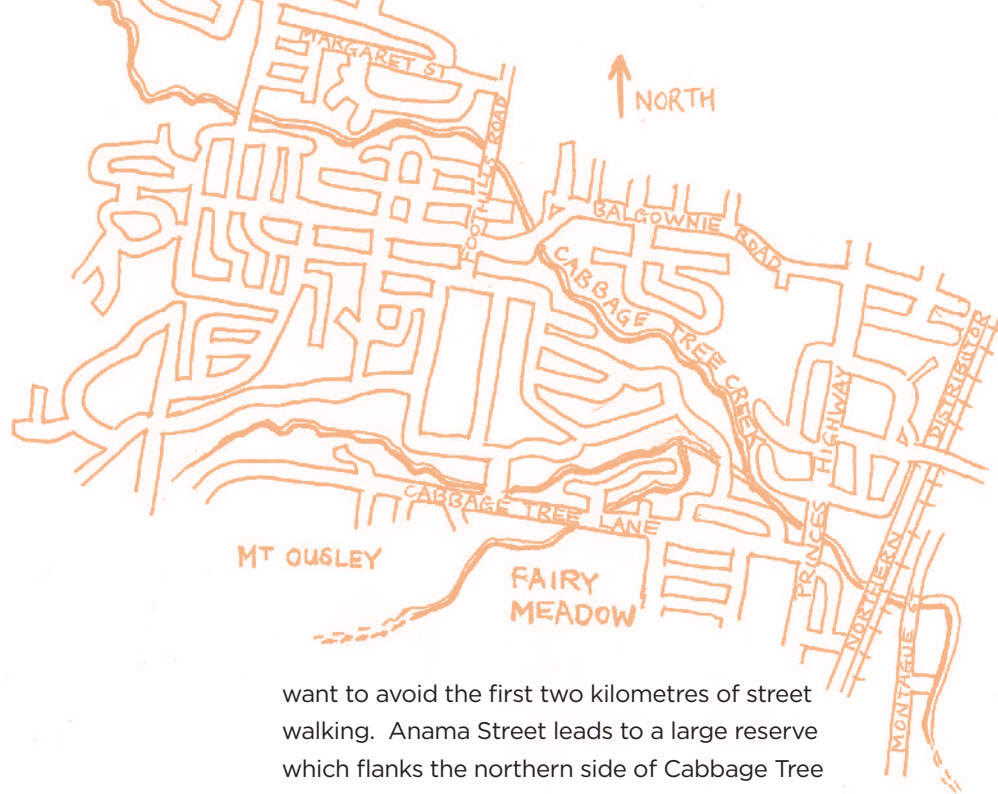 MARGARET ST
NORTH
FOOTHILLS ROAD
BALGOWNIE ROAD
CABBAGE TREE CREEK
DISTRIBUTOR
HIGHWAY
CABBAGE TREE LANE
PRINCES
NORTHERN
MT OUSLEY
FAIRY
MEADOW
MONTAGUE ST
want to avoid the first two kilometres of street
walking. Anama Street leads to a large reserve
which flanks the northern side of Cabbage Tree